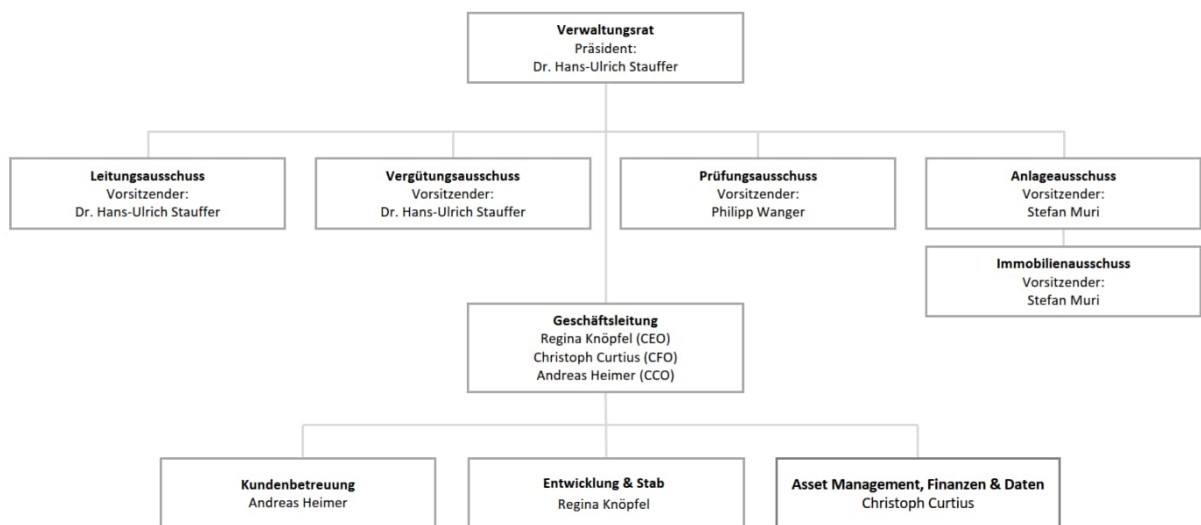 Verwaltungsrat
Präsident:
Dr. Hans-Ulrich Stauffer
Leitungsausschuss
Vorsitzender:
Dr. Hans-Ulrich Stauffer
Vergütungsausschuss
Vorsitzender:
Dr. Hans-Ulrich Stauffer
Prüfungsausschuss
Vorsitzender:
Philipp Wanger
Anlageausschuss
Vorsitzender:
Stefan Muri
Immobilienausschuss
Vorsitzender:
Stefan Muri
Geschäftsleitung
Regina Knöpfel (CEO)
Christoph Curtius (CFO)
Andreas Heimer (CCO)
Kundenbetreuung
Andreas Heimer
Entwicklung & Stab
Regina Knöpfel
Asset Management, Finanzen & Daten
Christoph Curtius